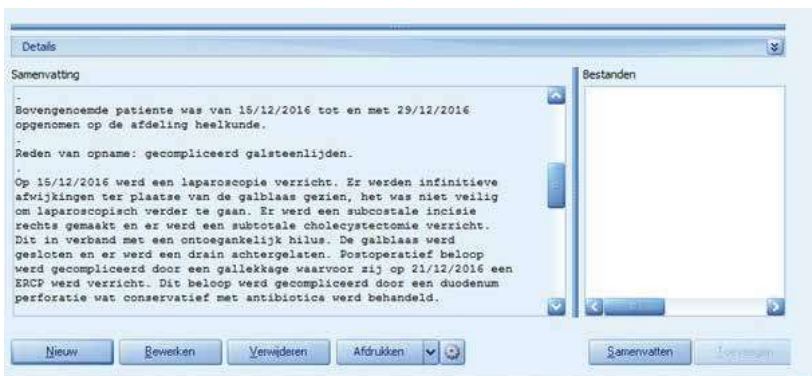 Details
Samenvatting
Bestanden
.
Bovengenoemde patiente was van 15/12/2016 tot en met 29/12/2016
opgenomen op de afdeling heelkunde.
.
Reden van opname: gecompliceerd galsteenlijden.
.
Op 15/12/2016 werd een laparoscopie verricht. Er werden infinitieve
afwijkingen ter plaatse van de galblaas gezien, het was niet veilig
om laparoscopisch verder te gaan. Er werd een subcostale incisie
rechts gemaakt en er werd een subtotale cholecystectomie verricht.
Dit in verband met een ontoegankelijk hilus. De galblaas werd
gesloten en er werd een drain achtergelaten. Postoperatief beloop
werd gecompliceerd door een gallekkage waarvoor zij op 21/12/2016 een
ERCP werd verricht. Dit beloop werd gecompliceerd door een duodenum
perforatie wat conservatief met antibiotica werd behandeld.
Nieuw
Bewerken
Verwijderen
Afdrukken
Samenvatten
Toevoegen